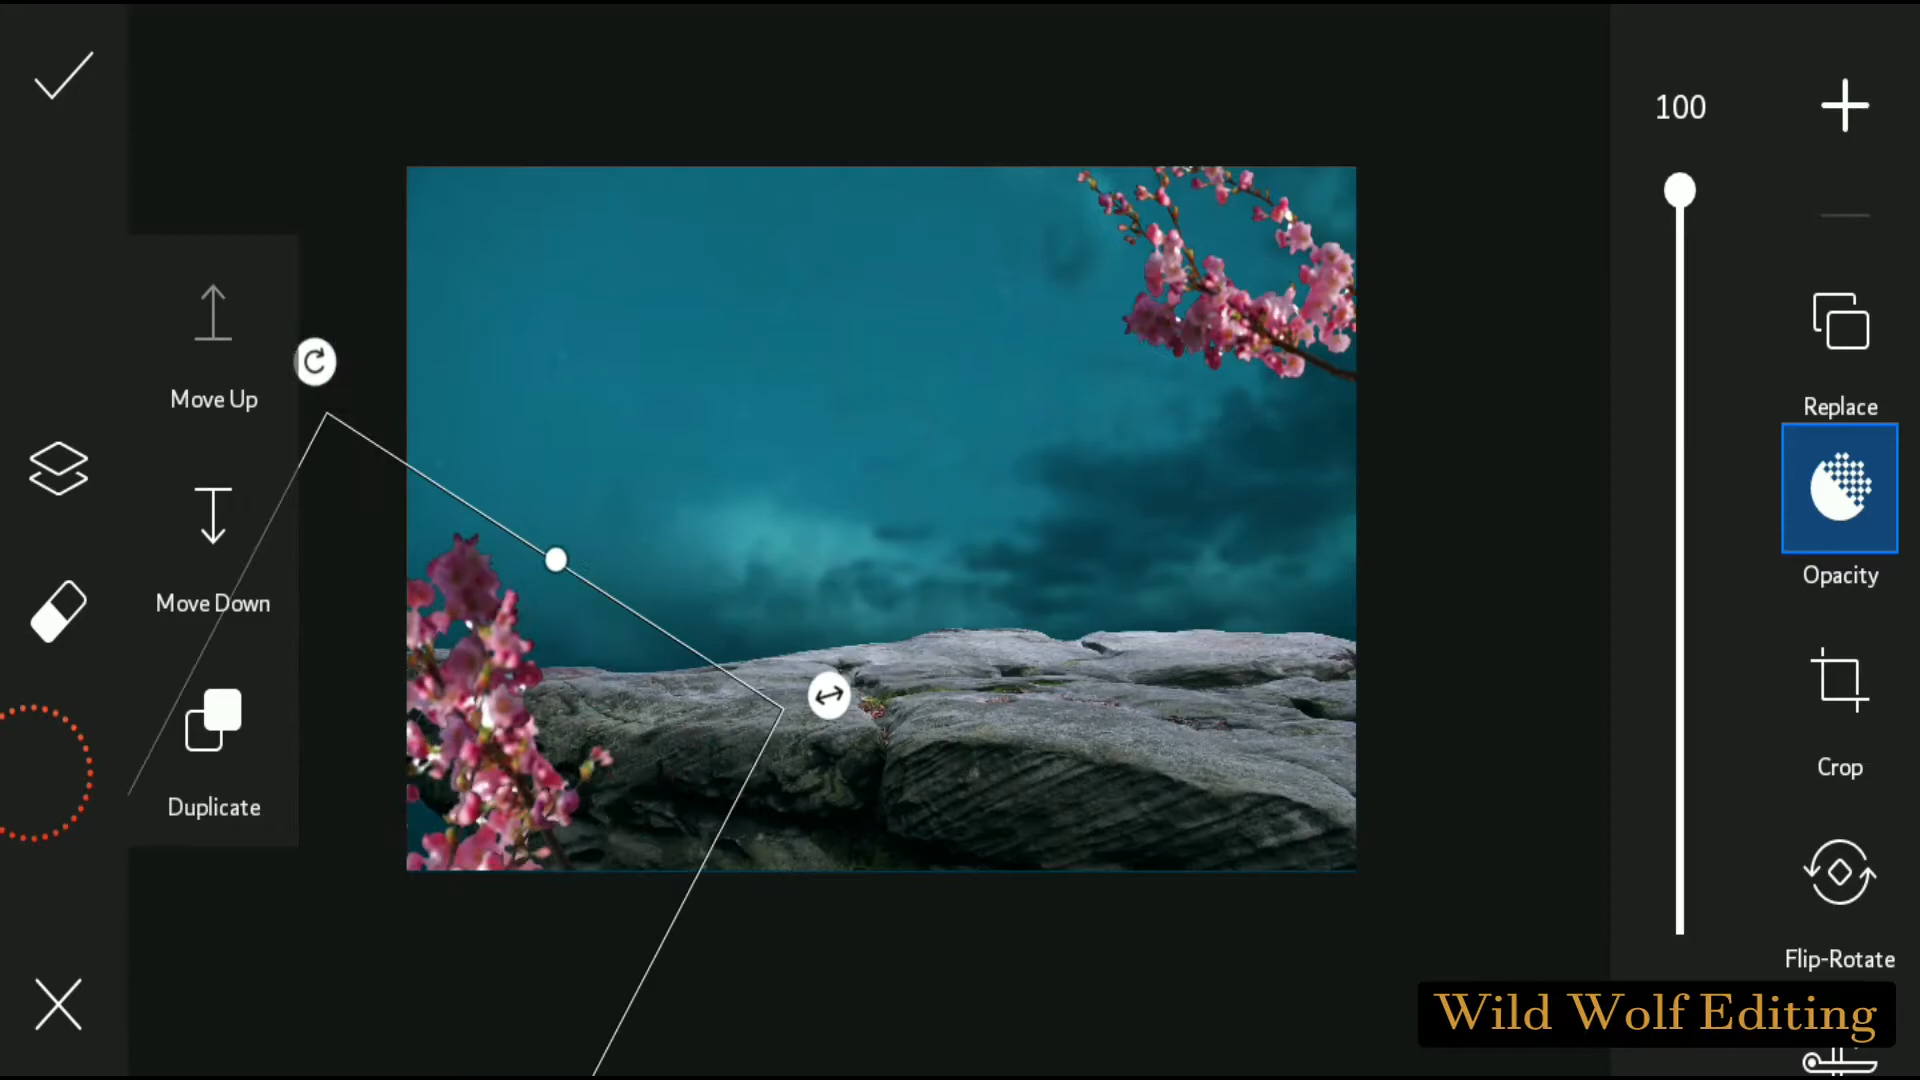 100
Move Up
Replace
Opacity
Move Down
Crop
Duplicate
Flip-Rotate
Wild Wolf Editing